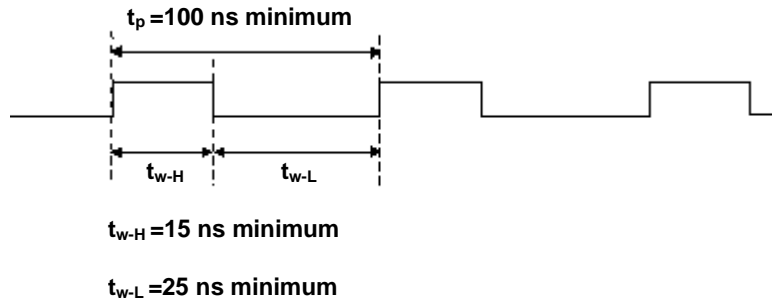 tp =100 ns minimum
tw-H tw-L
tw-H =15 ns minimum
tw-L =25 ns minimum